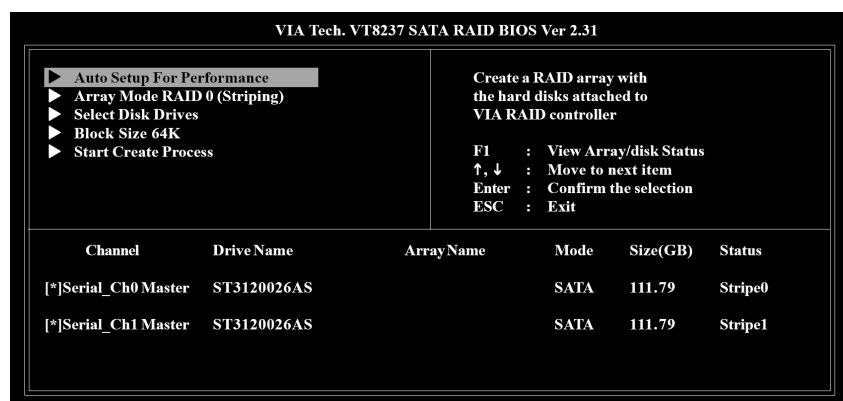 VIA Tech. VT8237 SATA RAID BIOS Ver 2.31
Auto Setup For Performance
Array Mode RAID 0 (Striping)
Select Disk Drives
Block Size 64K
Start Create Process
Create a RAID array with
the hard disks attached to
VIA RAID controller
F1 : View Array/disk Status
↑, ↓ : Move to next item
Enter : Confirm the selection
ESC : Exit
Channel Drive Name Array Name Mode Size(GB) Status
[*]Serial_Ch0 Master ST3120026AS SATA 111.79 Stripe0
[*]Serial_Ch1 Master ST3120026AS SATA 111.79 Stripe1